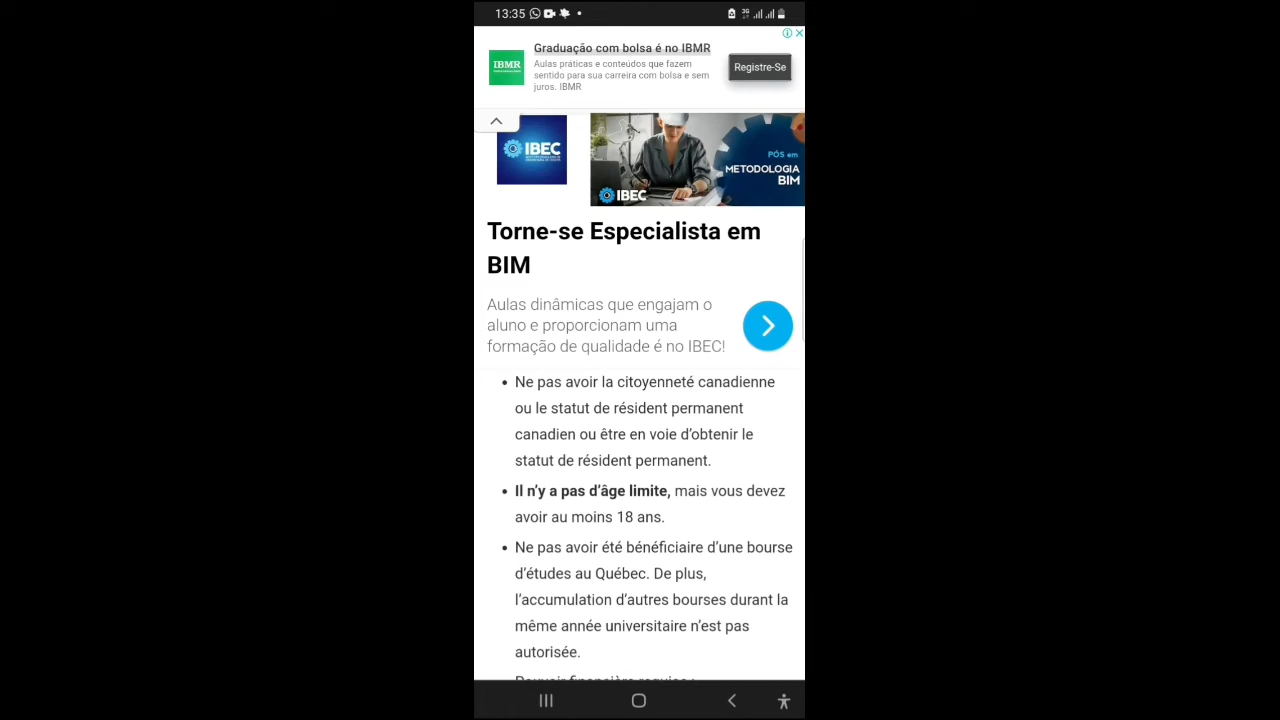 13:35
3G
Graduação com bolsa é no IBMR
IBMR
Aulas práticas e conteúdos que fazem
sentido para sua carreira com bolsa e sem
juros. IBMR
Registre-Se
IBEC
PÓS em
METODOLOGIA
BIM
IBEC
Torne-se Especialista em
BIM
Aulas dinâmicas que engajam o
aluno e proporcionam uma
formação de qualidade é no IBEC!
• Ne pas avoir la citoyenneté canadienne
ou le statut de résident permanent
canadien ou être en voie d’obtenir le
statut de résident permanent.
• Il n’y a pas d’âge limite, mais vous devez
avoir au moins 18 ans.
• Ne pas avoir été bénéficiaire d’une bourse
d’études au Québec. De plus,
l’accumulation d’autres bourses durant la
même année universitaire n’est pas
autorisée.